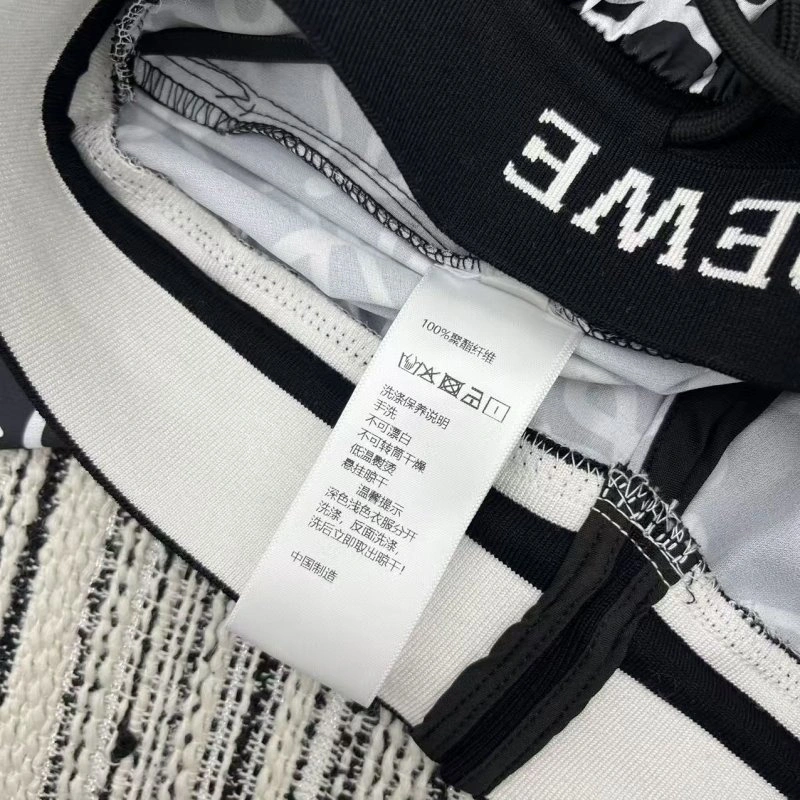 EWE
100%聚酯纤维
洗涤保养说明
手洗
不可漂白
不可转筒干燥
低温熨烫
悬挂晾干
温馨提示
深色浅色衣服分开
洗涤，反面洗涤，
洗后立即取出晾干！
中国制造